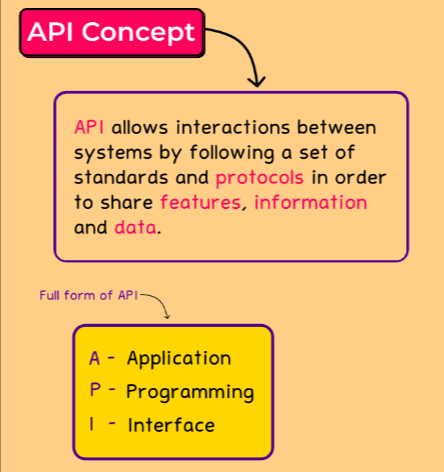 API Concept
API allows interactions between
systems by following a set of
standards and protocols in order
to share features, information
and data.
Full form of API
A - Application
P - Programming
I - Interface